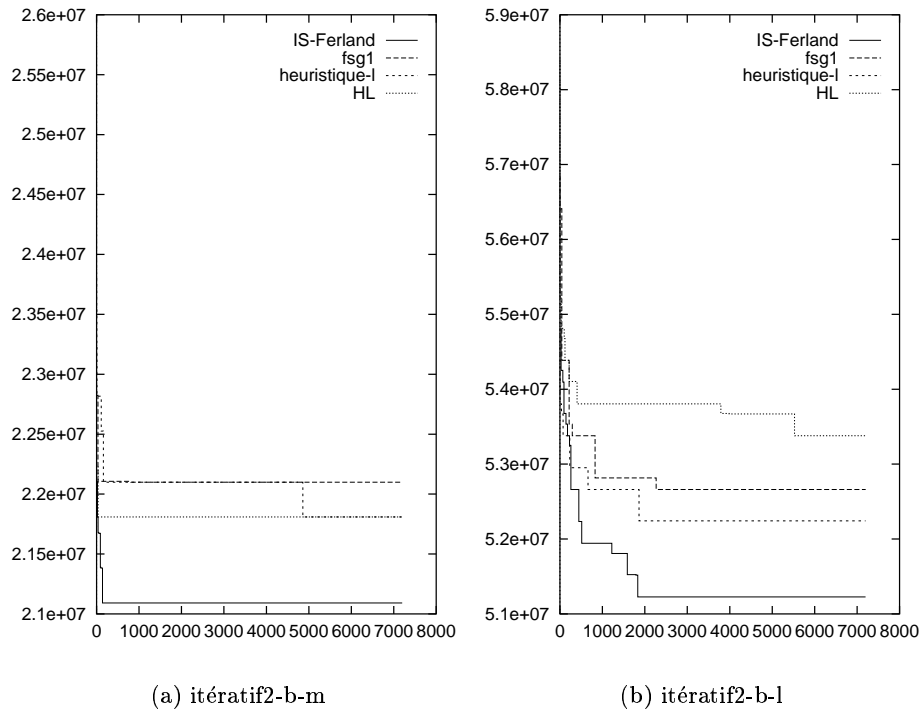 2.6e+07
2.55e+07
2.5e+07
2.45e+07
2.4e+07
2.35e+07
2.3e+07
2.25e+07
2.2e+07
2.15e+07
2.1e+07
0 1000 2000 3000 4000 5000 6000 7000 8000
IS-Ferland
fsg1
heuristique-l
HL
(a) itératif2-b-m
5.9e+07
5.8e+07
5.7e+07
5.6e+07
5.5e+07
5.4e+07
5.3e+07
5.2e+07
5.1e+07
0 1000 2000 3000 4000 5000 6000 7000 8000
IS-Ferland
fsg1
heuristique-l
HL
(b) itératif2-b-l